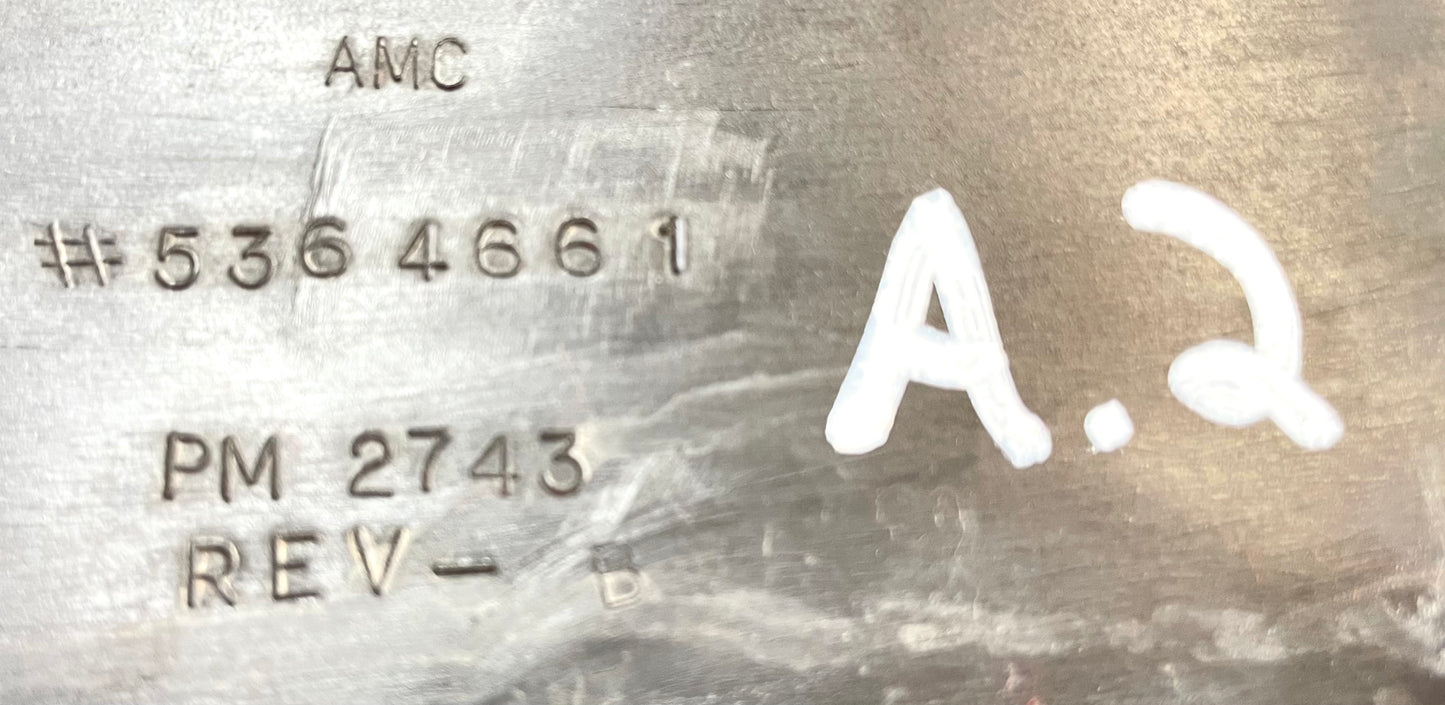 AMC
#5364661
PM 2743
REV- B
A.2